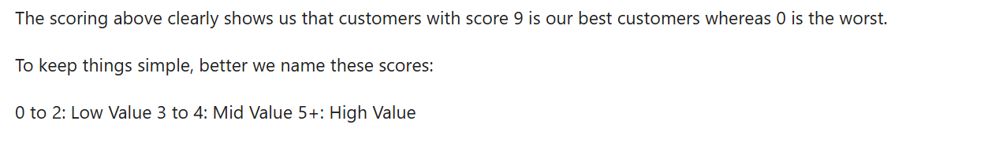 The scoring above clearly shows us that customers with score 9 is our best customers whereas 0 is the worst.
To keep things simple, better we name these scores:
0 to 2: Low Value 3 to 4: Mid Value 5+: High Value